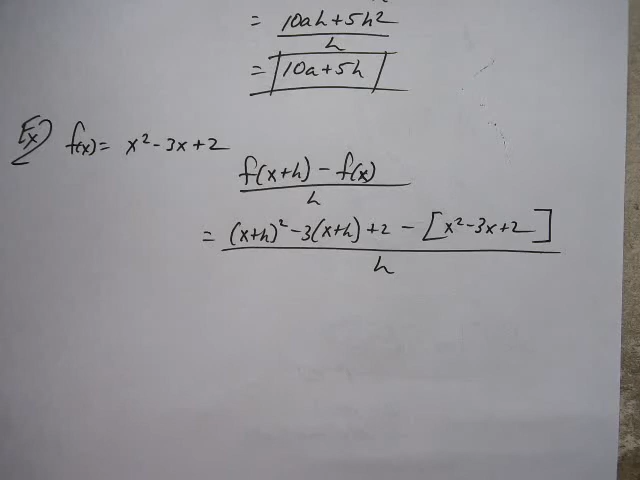 = 10ah+5h²
h
= 10a+5h
Ex) f(x) = x²-3x+2
f(x+h) - f(x)
h
= (x+h)² -3(x+h) +2 - [x²-3x+2]
h